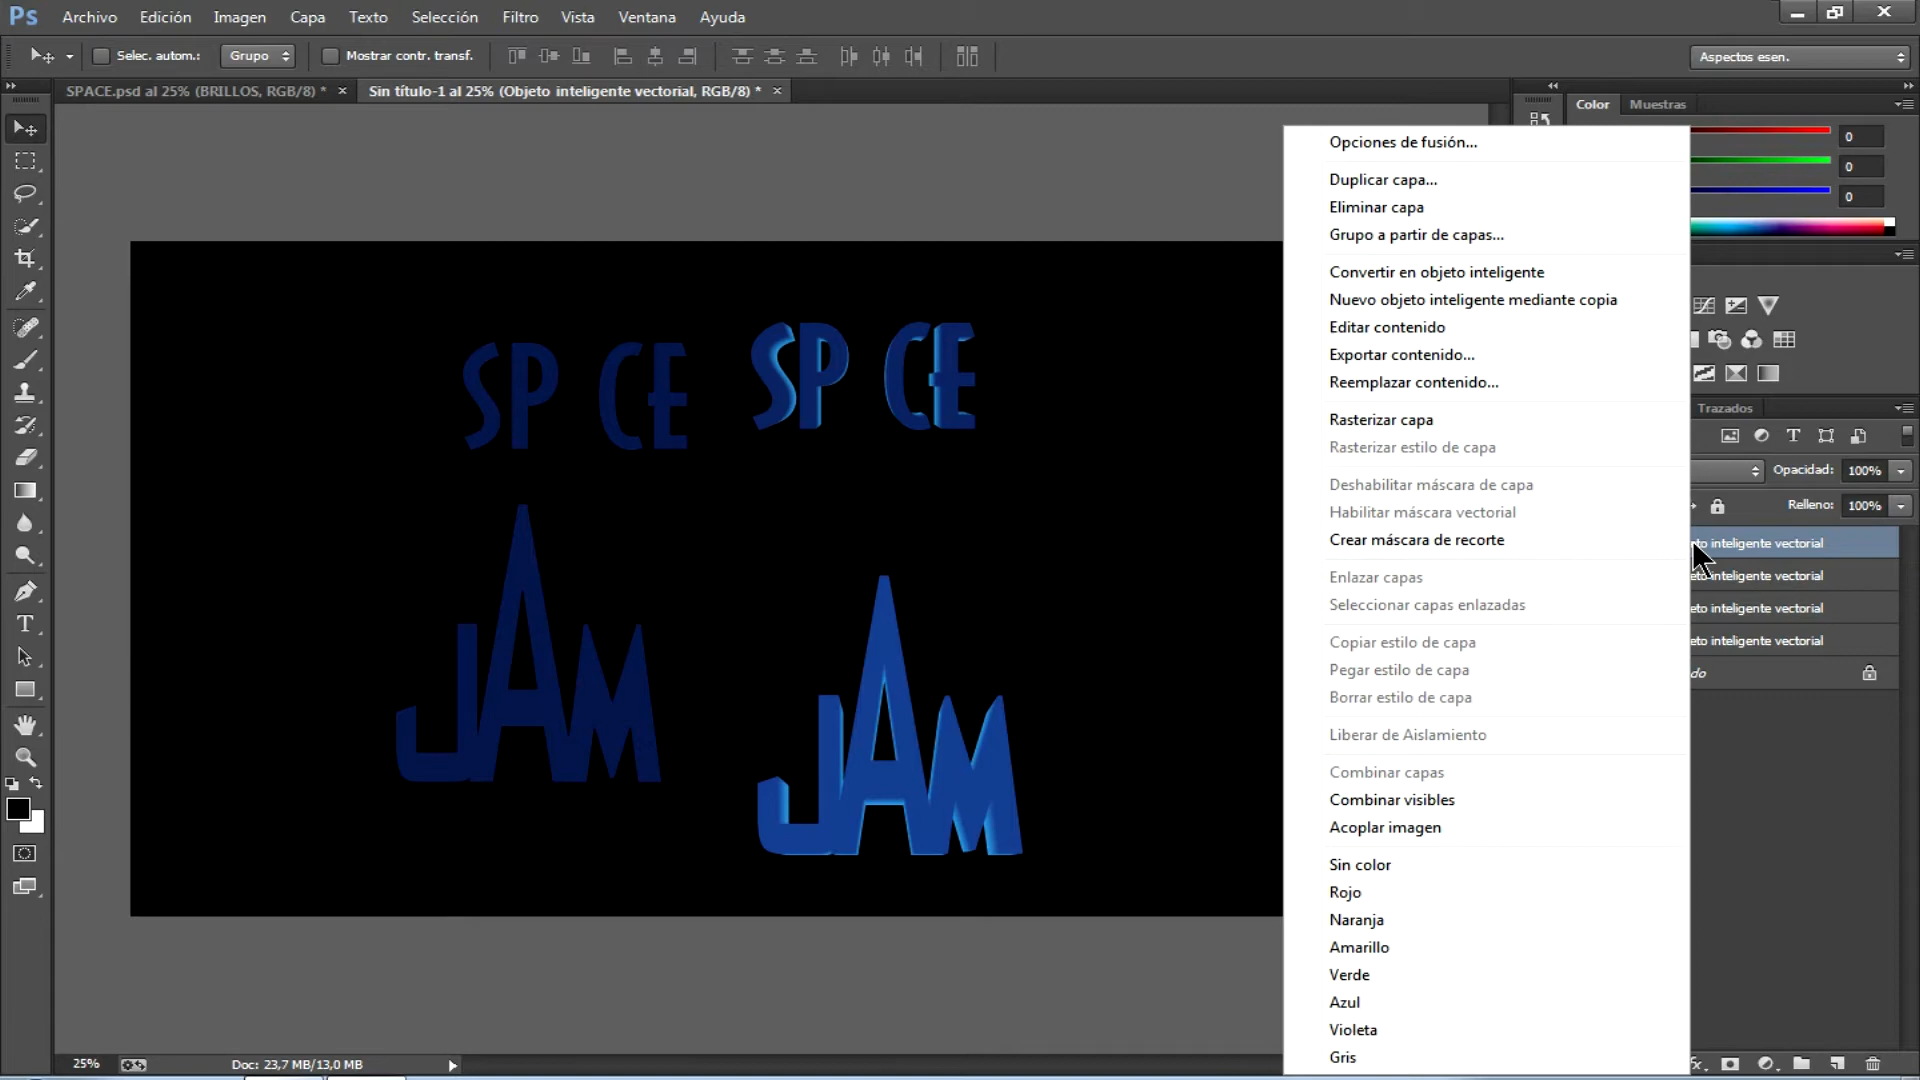 Ps Archivo Edición Imagen Capa Texto Selección Filtro Vista Ventana Ayuda
Selec. autom.: Grupo Mostrar contr. transf. Aspectos esen.
SPACE.psd al 25% (BRILLOS, RGB/8) * Sin título-1 al 25% (Objeto inteligente vectorial, RGB/8) *
Color Muestras
0
0
0
SP CE SP CE
JAM JAM
Opciones de fusión...
Duplicar capa...
Eliminar capa
Grupo a partir de capas...
Convertir en objeto inteligente
Nuevo objeto inteligente mediante copia
Editar contenido
Exportar contenido...
Reemplazar contenido...
Rasterizar capa
Rasterizar estilo de capa
Deshabilitar máscara de capa
Habilitar máscara vectorial
Crear máscara de recorte
Enlazar capas
Seleccionar capas enlazadas
Copiar estilo de capa
Pegar estilo de capa
Borrar estilo de capa
Liberar de Aislamiento
Combinar capas
Combinar visibles
Acoplar imagen
Sin color
Rojo
Naranja
Amarillo
Verde
Azul
Violeta
Gris
Trazados
Opacidad: 100%
Relleno: 100%
inteligente vectorial
inteligente vectorial
eto inteligente vectorial
eto inteligente vectorial
do
25% Doc: 23,7 MB/13,0 MB